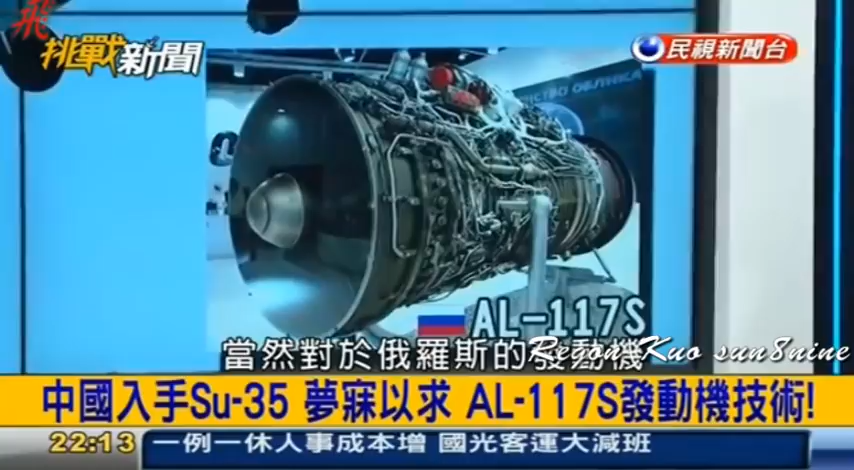 飛
挑戰新聞
民視新聞台
AL-117S
當然對於俄羅斯的發動機
Regon Kuo sun8nine
中國入手Su-35 夢寐以求 AL-117S發動機技術!
22:13 一例一休人事成本增 國光客運大減班